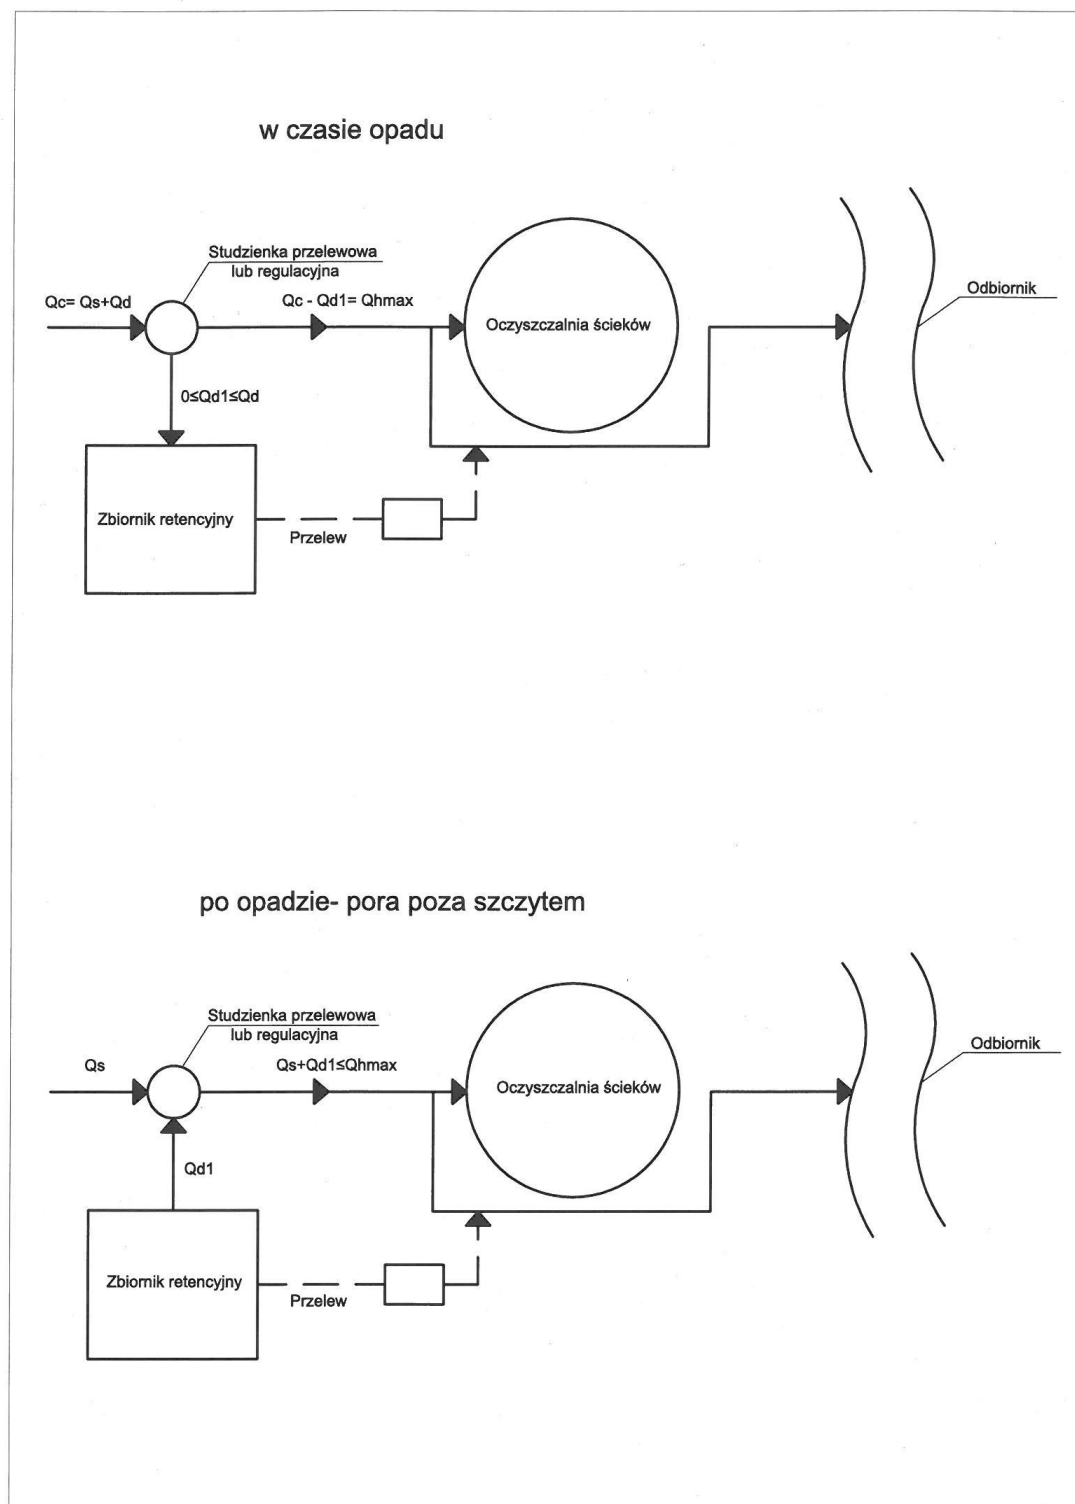 w czasie opadu
Studzienka przelewowa
lub regulacyjna
Qc= Qs+Qd
Qc - Qd1= Qhmax
Oczyszczalnia ścieków
Odbiornik
0≤Qd1≤Qd
Zbiornik retencyjny
Przelew
po opadzie- pora poza szczytem
Studzienka przelewowa
lub regulacyjna
Qs
Qs+Qd1≤Qhmax
Oczyszczalnia ścieków
Odbiornik
Qd1
Zbiornik retencyjny
Przelew